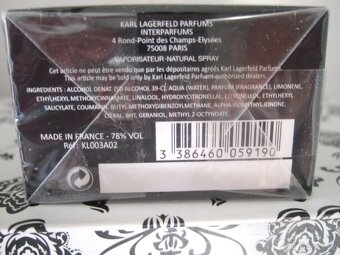 KARL LAGERFELD PARFUMS
INTERPARFUMS
4 Rond-Point des Champs-Elysées
75008 PARIS
VAPORISATEUR-NATURAL SPRAY
Cet article ne peut être vendu que par les dépositaires agréés Karl Lagerfeld Parfums
This article may be Sold only by Karl Lagerfeld Parfum-authorized dealers.
INGREDIENTS : ALCOHOL DENAT (SD ALCOHOL 39-C), AQUA (WATER), PARFUM (FRAGRANCE), LIMONENE,
ETHYLHEXYL METHOXYCINNAMATE, LINALOOL, HYDROXYCITRONELLAL, CITRONELLOL, ETHYLHEXYL
SALICYLATE, COUMARIN, BUTYL METHOXYDIBENZOYLMETHANE, ALPHA-ISOMETHYL IONONE,
CITRAL, BHT, GERANIOL, METHYL 2-OCTYNOATE
MADE IN FRANCE - 78% VOL
Réf.: KL003A02
3 386460 059190